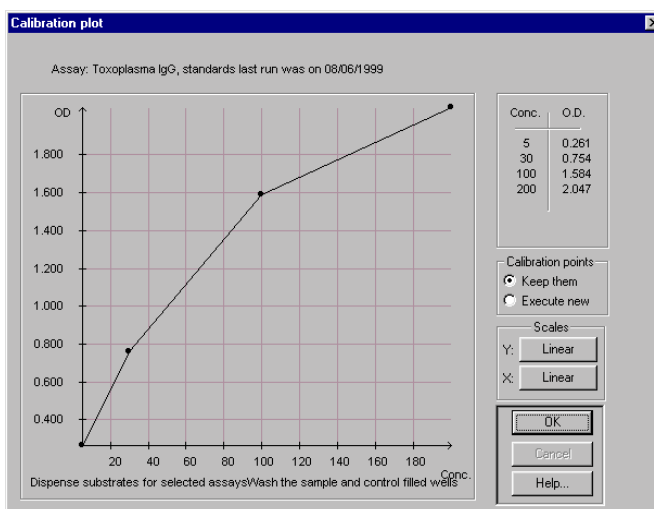 Calibration plot
Assay: Toxoplasma IgG, standards last run was on 08/06/1999
OD
1.800
1.600
1.400
1.200
1.000
0.800
0.600
0.400
20 40 60 80 100 120 140 160 180
Conc.
Dispense substrates for selected assaysWash the sample and control filled wells
Conc. O.D.
5 0.261
30 0.754
100 1.584
200 2.047
Calibration points
Keep them
Execute new
Scales
Y: Linear
X: Linear
OK
Cancel
Help...